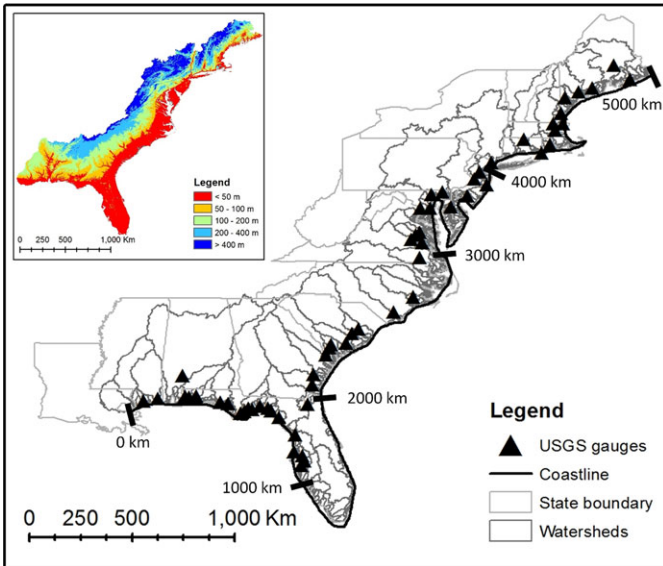 Legend
< 50 m
50 - 100 m
100 - 200 m
200 - 400 m
> 400 m
0 250 500 1,000 Km
5000 km
4000 km
3000 km
2000 km
0 km
1000 km
0 250 500 1,000 Km
Legend
USGS gauges
Coastline
State boundary
Watersheds